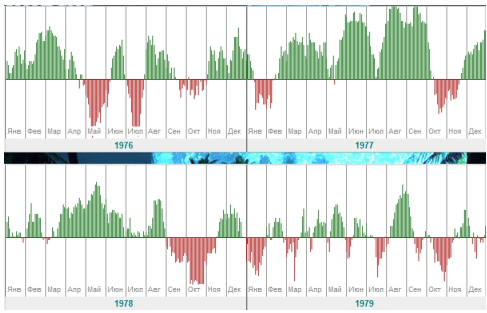 Янв Фев Мар Апр Май Июн Июл Авг Сен Окт Ноя Дек Янв Фев Мар Апр Май Июн Июл Авг Сен Окт Ноя Дек
1976 1977
Янв Фев Мар Апр Май Июн Июл Авг Сен Окт Ноя Дек Янв Фев Мар Апр Май Июн Июл Авг Сен Окт Ноя Дек
1978 1979